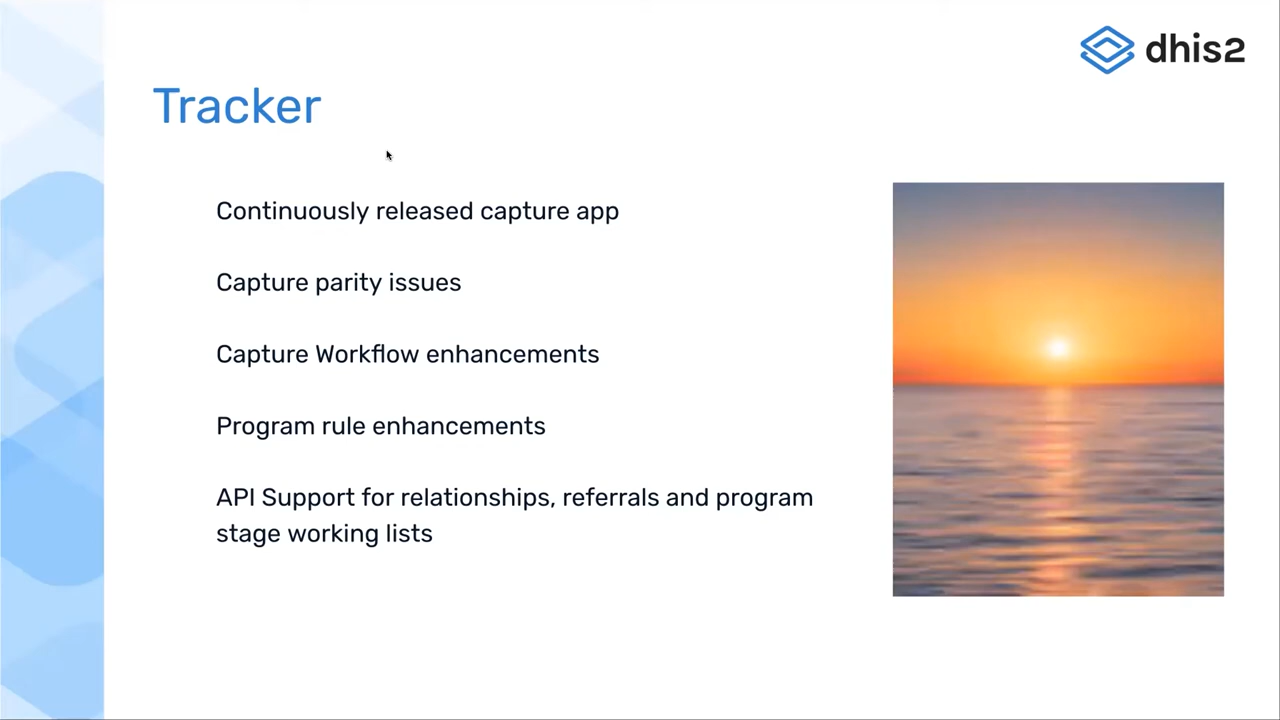 dhis2
Tracker
Continuously released capture app
Capture parity issues
Capture Workflow enhancements
Program rule enhancements
API Support for relationships, referrals and program
stage working lists